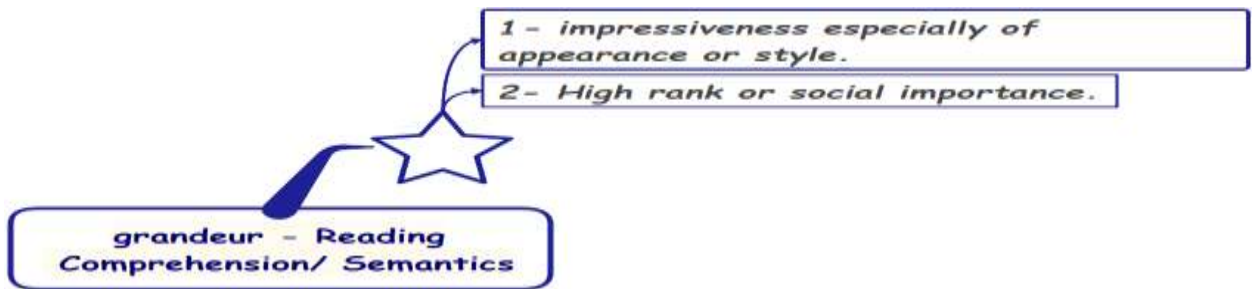 1- impressiveness especially of
appearance or style.
2- High rank or social importance.
grandeur - Reading
Comprehension/ Semantics